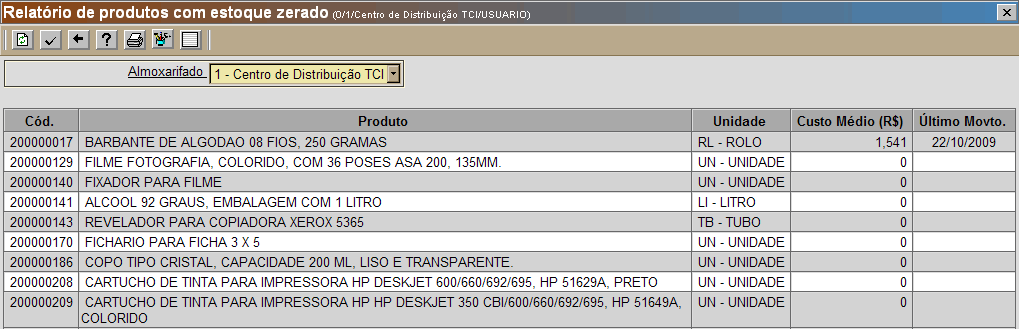 Relatório de produtos com estoque zerado (0/1/Centro de Distribuição TCI/USUARIO)
Almoxarifado 1 - Centro de Distribuição TCI
Cód. Produto Unidade Custo Médio (R$) Último Movto.
200000017 BARBANTE DE ALGODAO 08 FIOS, 250 GRAMAS RL - ROLO 1,541 22/10/2009
200000129 FILME FOTOGRAFIA, COLORIDO, COM 36 POSES ASA 200, 135MM. UN - UNIDADE 0
200000140 FIXADOR PARA FILME UN - UNIDADE 0
200000141 ALCOOL 92 GRAUS, EMBALAGEM COM 1 LITRO LI - LITRO 0
200000143 REVELADOR PARA COPIADORA XEROX 5365 TB - TUBO 0
200000170 FICHARIO PARA FICHA 3 X 5 UN - UNIDADE 0
200000186 COPO TIPO CRISTAL, CAPACIDADE 200 ML, LISO E TRANSPARENTE. UN - UNIDADE 0
200000208 CARTUCHO DE TINTA PARA IMPRESSORA HP DESKJET 600/660/692/695, HP 51629A, PRETO UN - UNIDADE 0
200000209 CARTUCHO DE TINTA PARA IMPRESSORA HP HP DESKJET 350 CBI/600/660/692/695, HP 51649A, UN - UNIDADE 0
COLORIDO